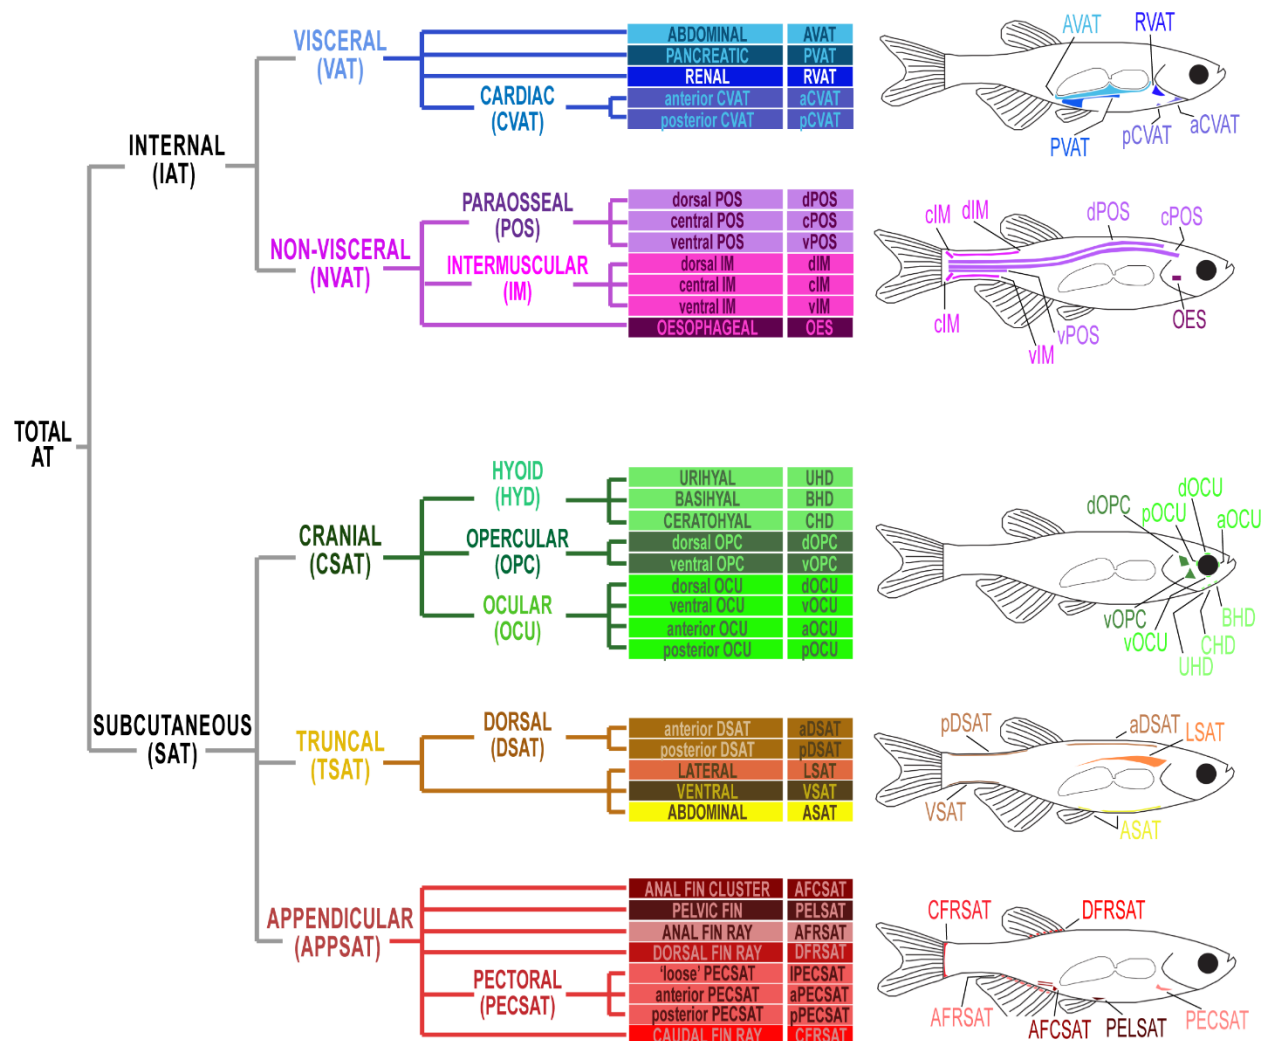 TOTAL
AT
INTERNAL
(IAT)
VISCERAL
(VAT)
ABDOMINAL AVAT
PANCREATIC PVAT
RENAL RVAT
CARDIAC
(CVAT)
anterior CVAT aCVAT
posterior CVAT pCVAT
AVAT
RVAT
PVAT
pCVAT
aCVAT
NON-VISCERAL
(NVAT)
PARAOSSEAL
(POS)
dorsal POS dPOS
central POS cPOS
ventral POS vPOS
INTERMUSCULAR
(IM)
dorsal IM dIM
central IM cIM
ventral IM vIM
OESOPHAGEAL OES
cIM
dIM
dPOS
cPOS
cIM
vIM
vPOS
OES
SUBCUTANEOUS
(SAT)
CRANIAL
(CSAT)
HYOID
(HYD)
URIHYAL UHD
BASIHYAL BHD
CERATOHYAL CHD
OPERCULAR
(OPC)
dorsal OPC dOPC
ventral OPC vOPC
OCULAR
(OCU)
dorsal OCU dOCU
ventral OCU vOCU
anterior OCU aOCU
posterior OCU pOCU
dOCU
dOPC
pOCU
aOCU
vOPC
vOCU
UHD
CHD
BHD
TRUNCAL
(TSAT)
DORSAL
(DSAT)
anterior DSAT aDSAT
posterior DSAT pDSAT
LATERAL LSAT
VENTRAL VSAT
ABDOMINAL ASAT
pDSAT
aDSAT
LSAT
VSAT
ASAT
APPENDICULAR
(APPSAT)
ANAL FIN CLUSTER AFCSAT
PELVIC FIN PELSAT
ANAL FIN RAY AFRSAT
DORSAL FIN RAY DFRSAT
PECTORAL
(PECSAT)
'loose' PECSAT lPECSAT
anterior PECSAT aPECSAT
posterior PECSAT pPECSAT
CAUDAL FIN RAY CFRSAT
CFRSAT
DFRSAT
AFRSAT
AFCSAT
PELSAT
PECSAT